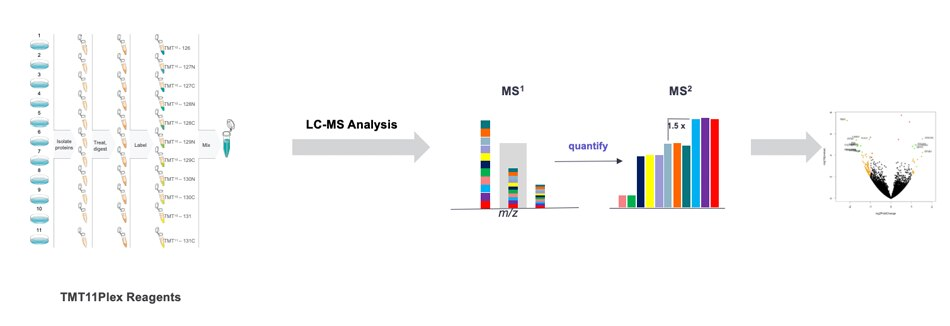 1
2
3
4
5
6
7
8
9
10
11
Isolate
proteins
Treat,
digest
Label
Mix
TMT¹¹- 126
TMT¹¹- 127N
TMT¹¹- 127C
TMT¹¹- 128N
TMT¹¹- 128C
TMT¹¹- 129N
TMT¹¹- 129C
TMT¹¹- 130N
TMT¹¹- 130C
TMT¹¹- 131
TMT¹¹- 131C
TMT11Plex Reagents
LC-MS Analysis
MS¹
m/z
quantify
MS²
1.5 x